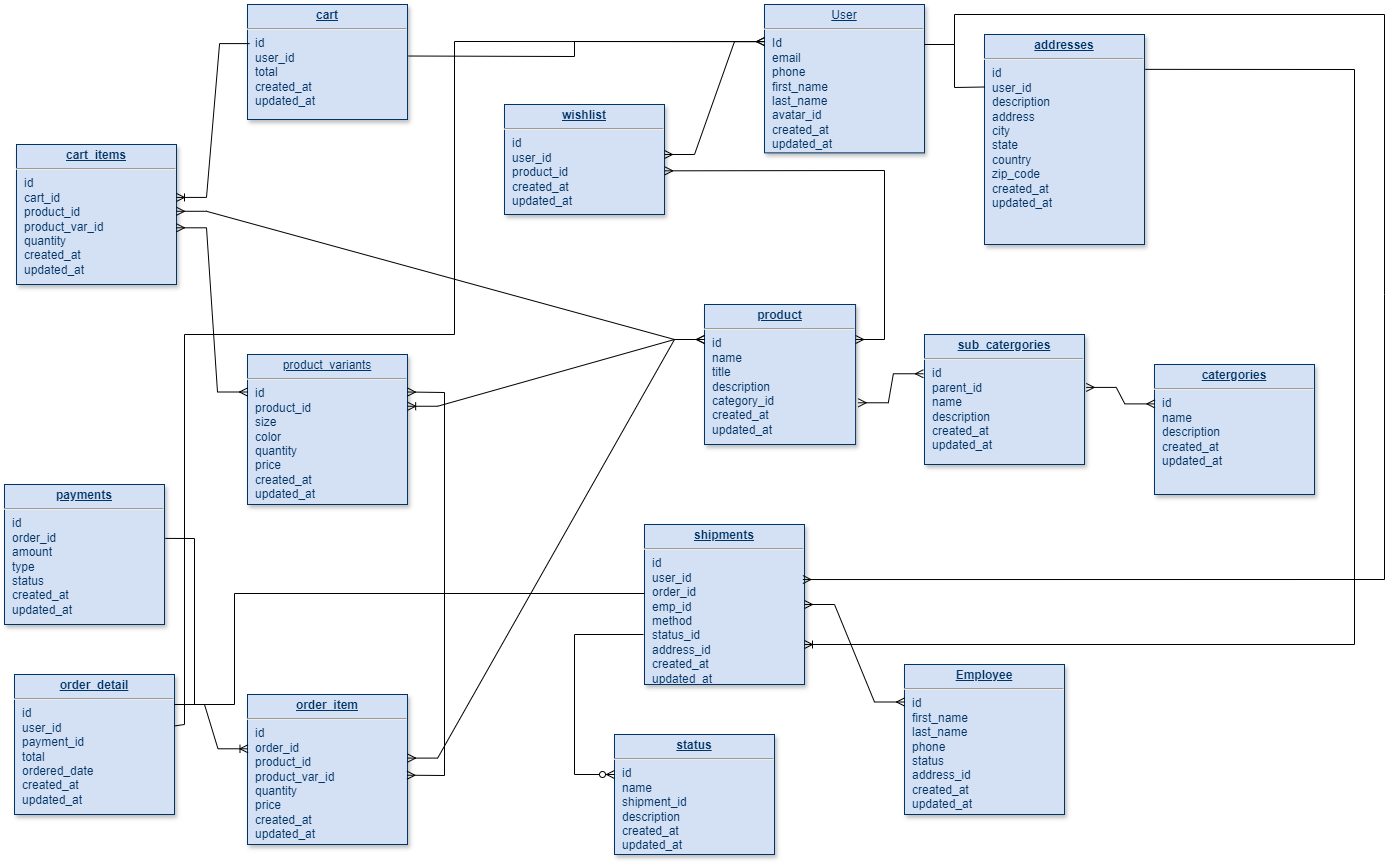 cart
id
user_id
total
created_at
updated_at
User
Id
email
phone
first_name
last_name
avatar_id
created_at
updated_at
addresses
id
user_id
description
address
city
state
country
zip_code
created_at
updated_at
wishlist
id
user_id
product_id
created_at
updated_at
cart_items
id
cart_id
product_id
product_var_id
quantity
created_at
updated_at
product
id
name
title
description
category_id
created_at
updated_at
sub_catergories
id
parent_id
name
description
created_at
updated_at
catergories
id
name
description
created_at
updated_at
product_variants
id
product_id
size
color
quantity
price
created_at
updated_at
payments
id
order_id
amount
type
status
created_at
updated_at
shipments
id
user_id
order_id
emp_id
method
status_id
address_id
created_at
updated_at
order_detail
id
user_id
payment_id
total
ordered_date
created_at
updated_at
order_item
id
order_id
product_id
product_var_id
quantity
price
created_at
updated_at
status
id
name
shipment_id
description
created_at
updated_at
Employee
id
first_name
last_name
phone
status
address_id
created_at
updated_at